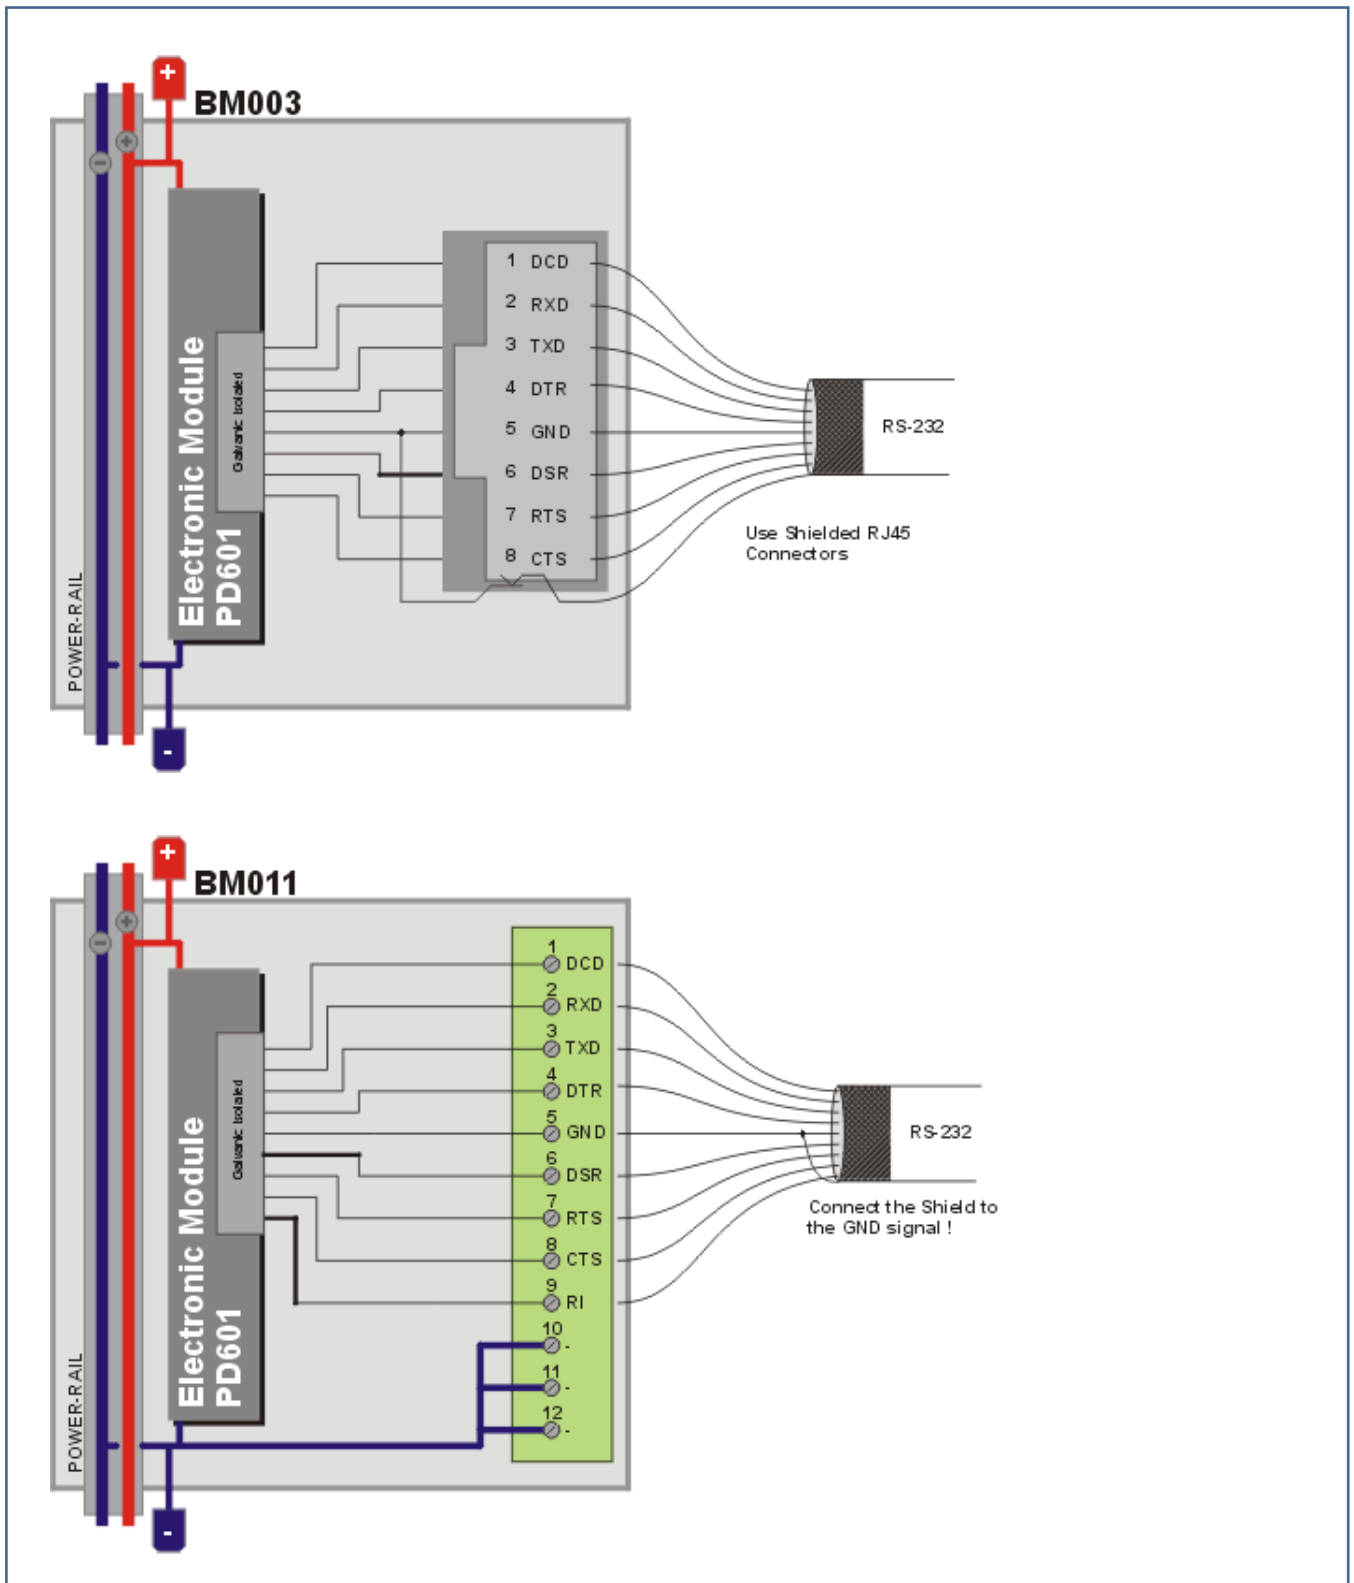 +
BM003
+
-
Electronic Module
PD601
Galvanic Isolated
POWER-RAIL
1 DCD
2 RXD
3 TXD
4 DTR
5 GND
6 DSR
7 RTS
8 CTS
RS-232
Use Shielded RJ45
Connectors
-
+
BM011
+
-
Electronic Module
PD601
Galvanic Isolated
POWER-RAIL
1
DCD
2
RXD
3
TXD
4
DTR
5
GND
6
DSR
7
RTS
8
CTS
9
RI
10
-
11
-
12
-
RS-232
Connect the Shield to
the GND signal !
-